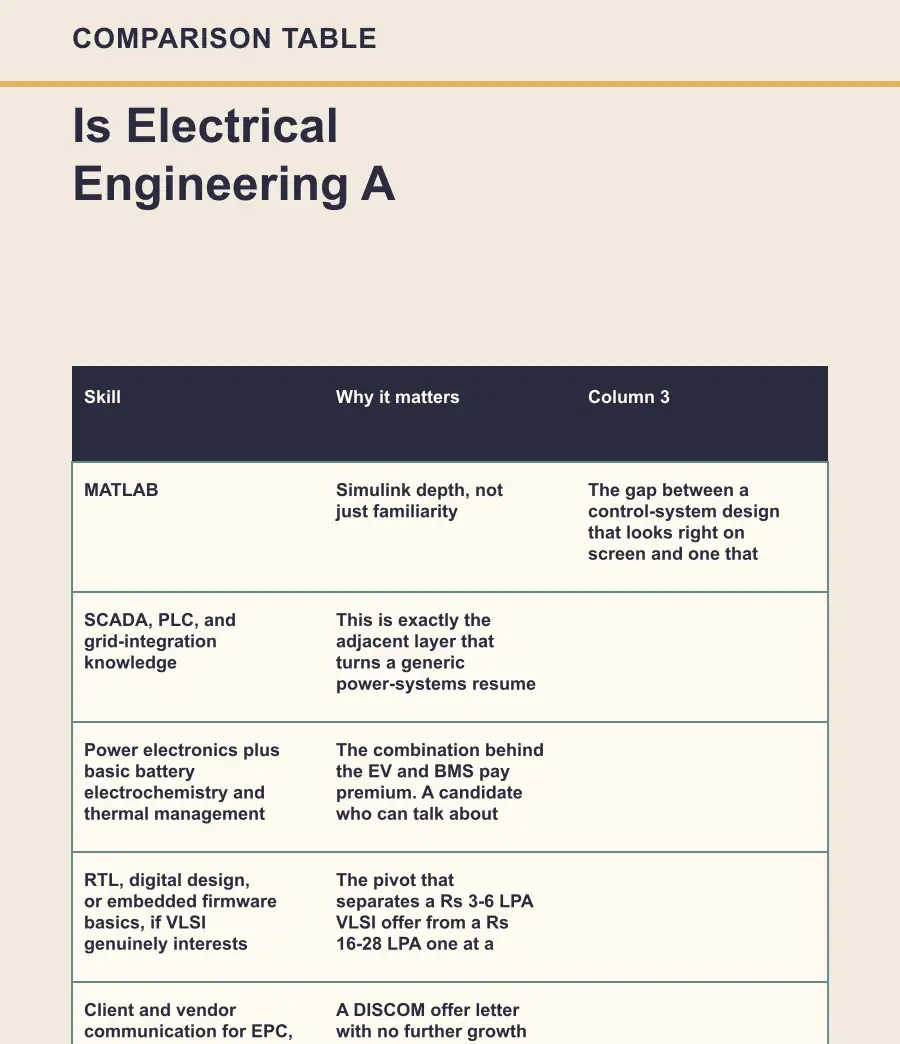 COMPARISON TABLE
Is Electrical
Engineering A
Skill
Why it matters
Column 3
MATLAB
Simulink depth, not
just familiarity
The gap between a
control-system design
that looks right on
screen and one that
SCADA, PLC, and
grid-integration
knowledge
This is exactly the
adjacent layer that
turns a generic
power-systems resume
Power electronics plus
basic battery
electrochemistry and
thermal management
The combination behind
the EV and BMS pay
premium. A candidate
who can talk about
RTL, digital design,
or embedded firmware
basics, if VLSI
genuinely interests
The pivot that
separates a Rs 3-6 LPA
VLSI offer from a Rs
16-28 LPA one at a
Client and vendor
communication for EPC,
A DISCOM offer letter
with no further growth